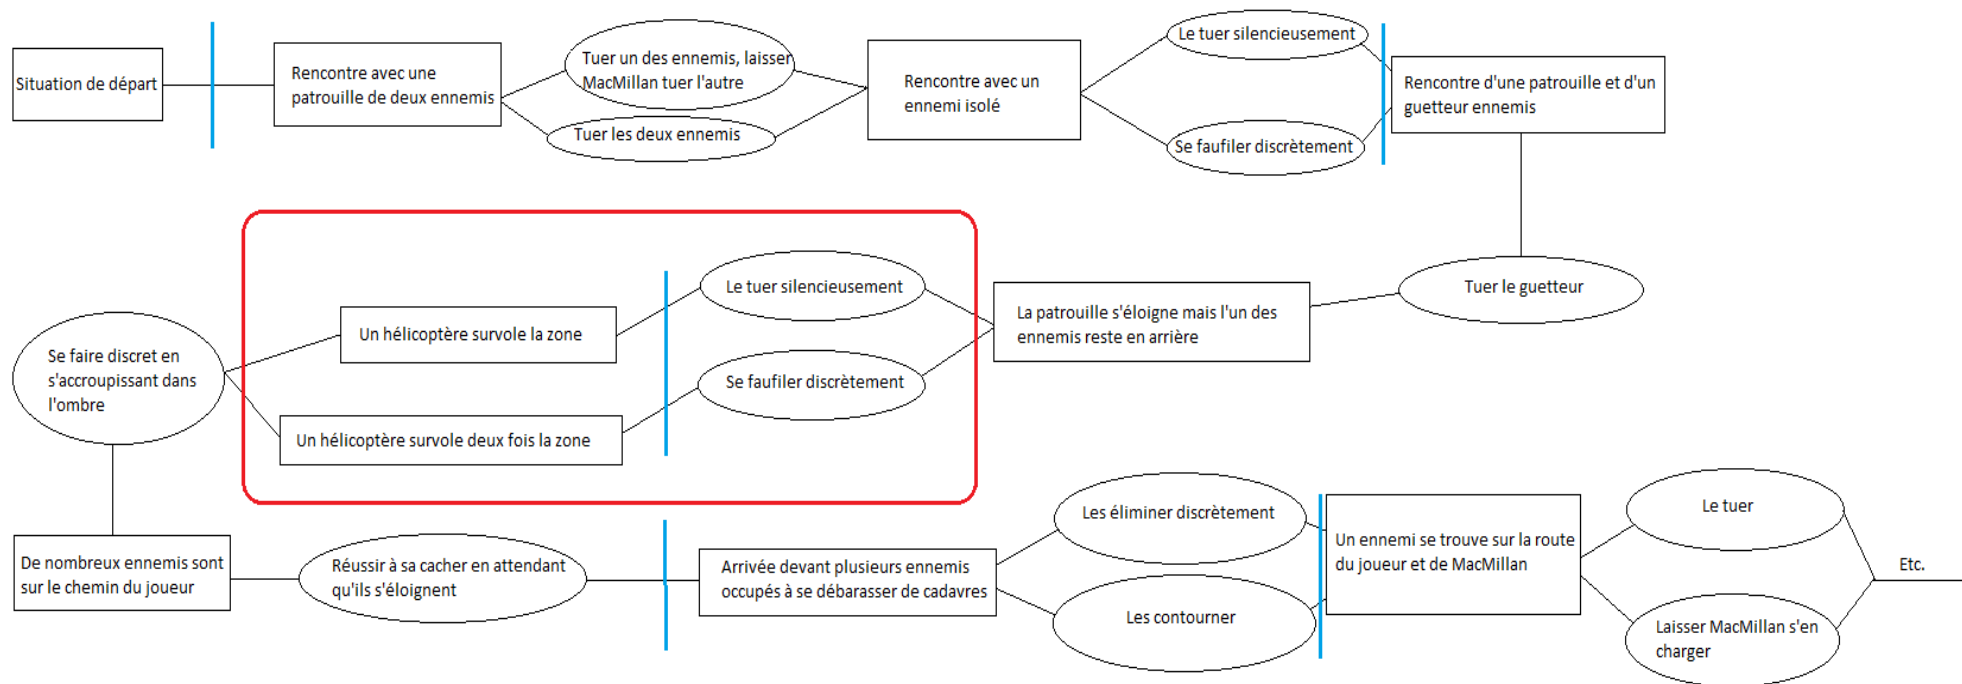 Situation de départ
Rencontre avec une
patrouille de deux ennemis
Tuer un des ennemis, laisser
MacMillan tuer l'autre
Tuer les deux ennemis
Rencontre avec un
ennemi isolé
Le tuer silencieusement
Se faufiler discrètement
Rencontre d'une patrouille et d'un
guetteur ennemis
Tuer le guetteur
La patrouille s'éloigne mais l'un des
ennemis reste en arrière
Le tuer silencieusement
Se faufiler discrètement
Un hélicoptère survole la zone
Un hélicoptère survole deux fois la zone
Se faire discret en
s'accroupissant dans
l'ombre
De nombreux ennemis sont
sur le chemin du joueur
Réussir à sa cacher en attendant
qu'ils s'éloignent
Arrivée devant plusieurs ennemis
occupés à se débarasser de cadavres
Les éliminer discrètement
Les contourner
Un ennemi se trouve sur la route
du joueur et de MacMillan
Le tuer
Laisser MacMillan s'en
charger
Etc.